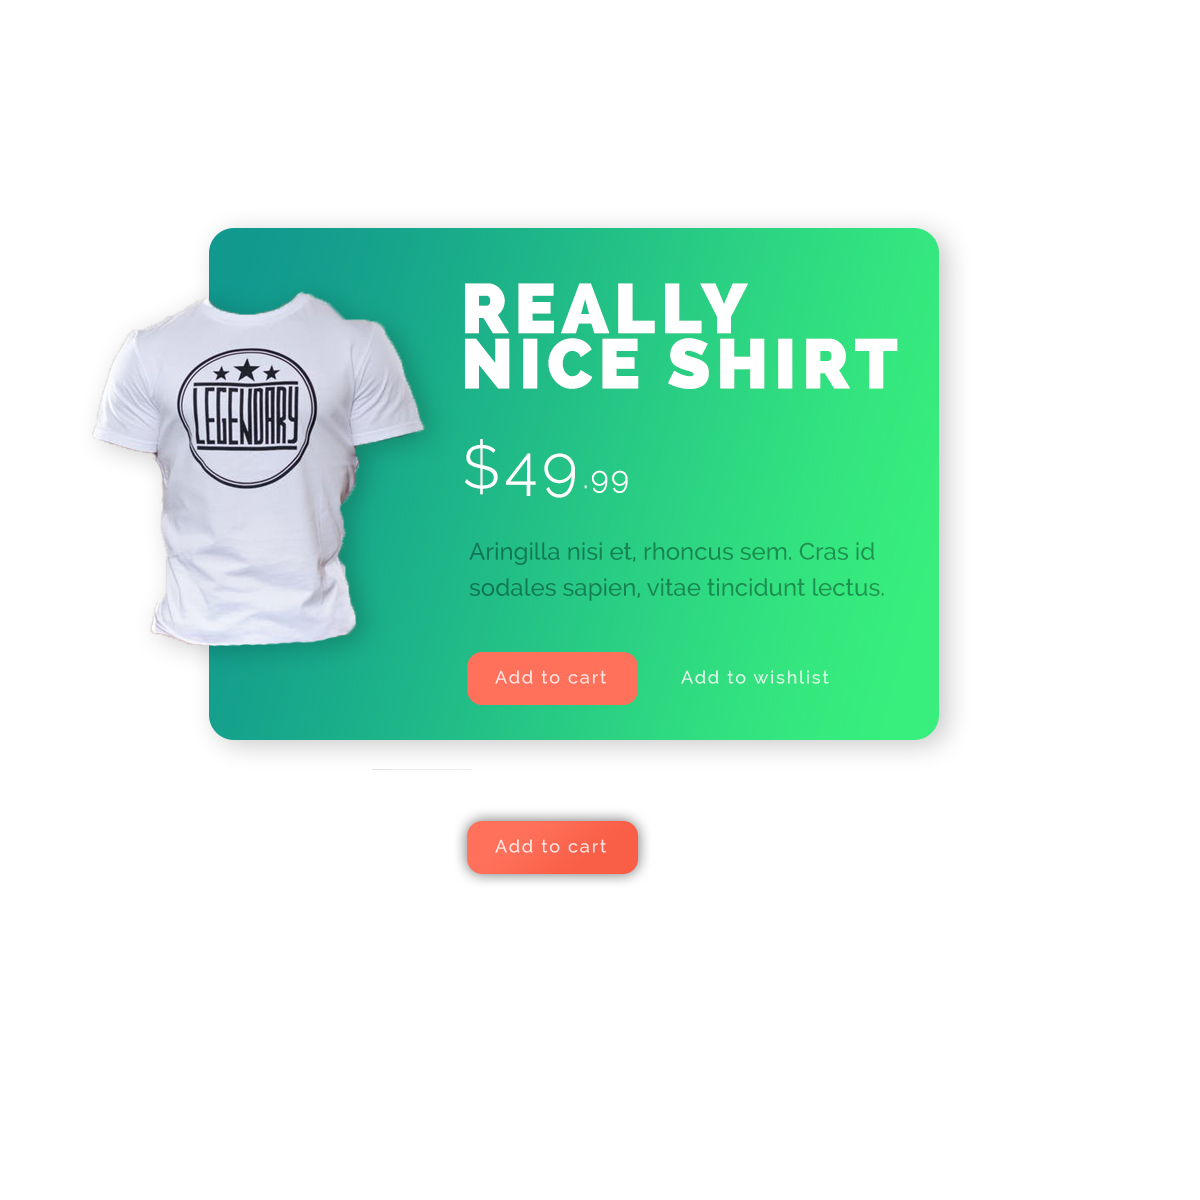 LEGENDARY
REALLY
NICE SHIRT
$49.99
Aringilla nisi et, rhoncus sem. Cras id
sodales sapien, vitae tincidunt lectus.
Add to cart
Add to wishlist
Add to cart